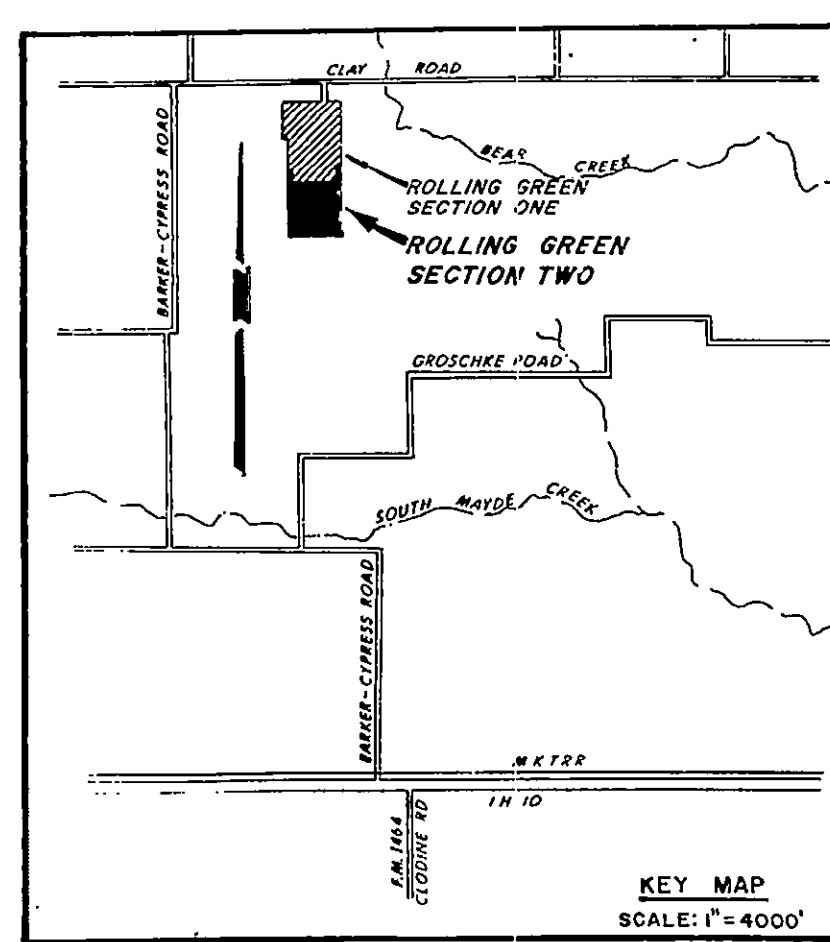 CLAY ROAD
BARKER-CYPRESS ROAD
BEAR CREEK
ROLLING GREEN
SECTION ONE
ROLLING GREEN
SECTION TWO
GROSCHKE ROAD
SOUTH MAYDE CREEK
BARKER-CYPRESS ROAD
MKTRR
IH 10
F.M. 1464
CLODINE RD
KEY MAP
SCALE: 1"=4000'